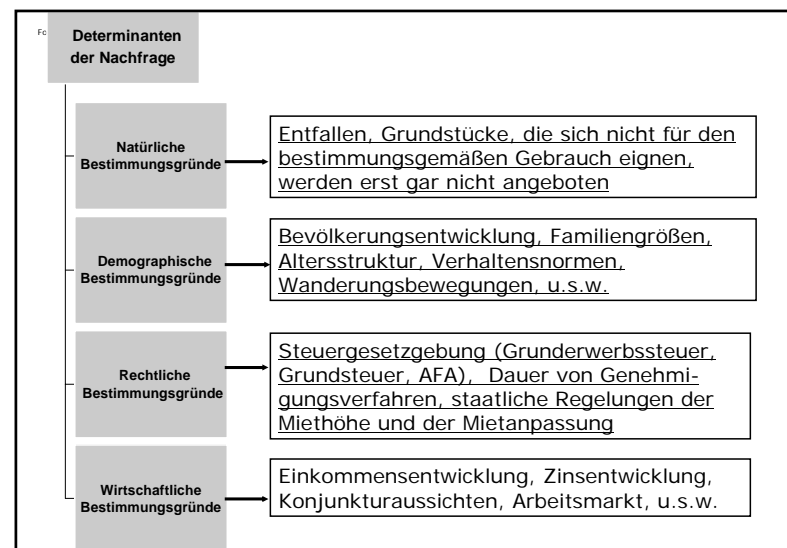 Fo
Determinanten
der Nachfrage
Natürliche
Bestimmungsgründe
Entfallen, Grundstücke, die sich nicht für den
bestimmungsgemäßen Gebrauch eignen,
werden erst gar nicht angeboten
Demographische
Bestimmungsgründe
Bevölkerungsentwicklung, Familiengrößen,
Altersstruktur, Verhaltensnormen,
Wanderungsbewegungen, u.s.w.
Rechtliche
Bestimmungsgründe
Steuergesetzgebung (Grunderwerbssteuer,
Grundsteuer, AFA), Dauer von Genehmi-
gungsverfahren, staatliche Regelungen der
Miethöhe und der Mietanpassung
Wirtschaftliche
Bestimmungsgründe
Einkommensentwicklung, Zinsentwicklung,
Konjunkturaussichten, Arbeitsmarkt, u.s.w.